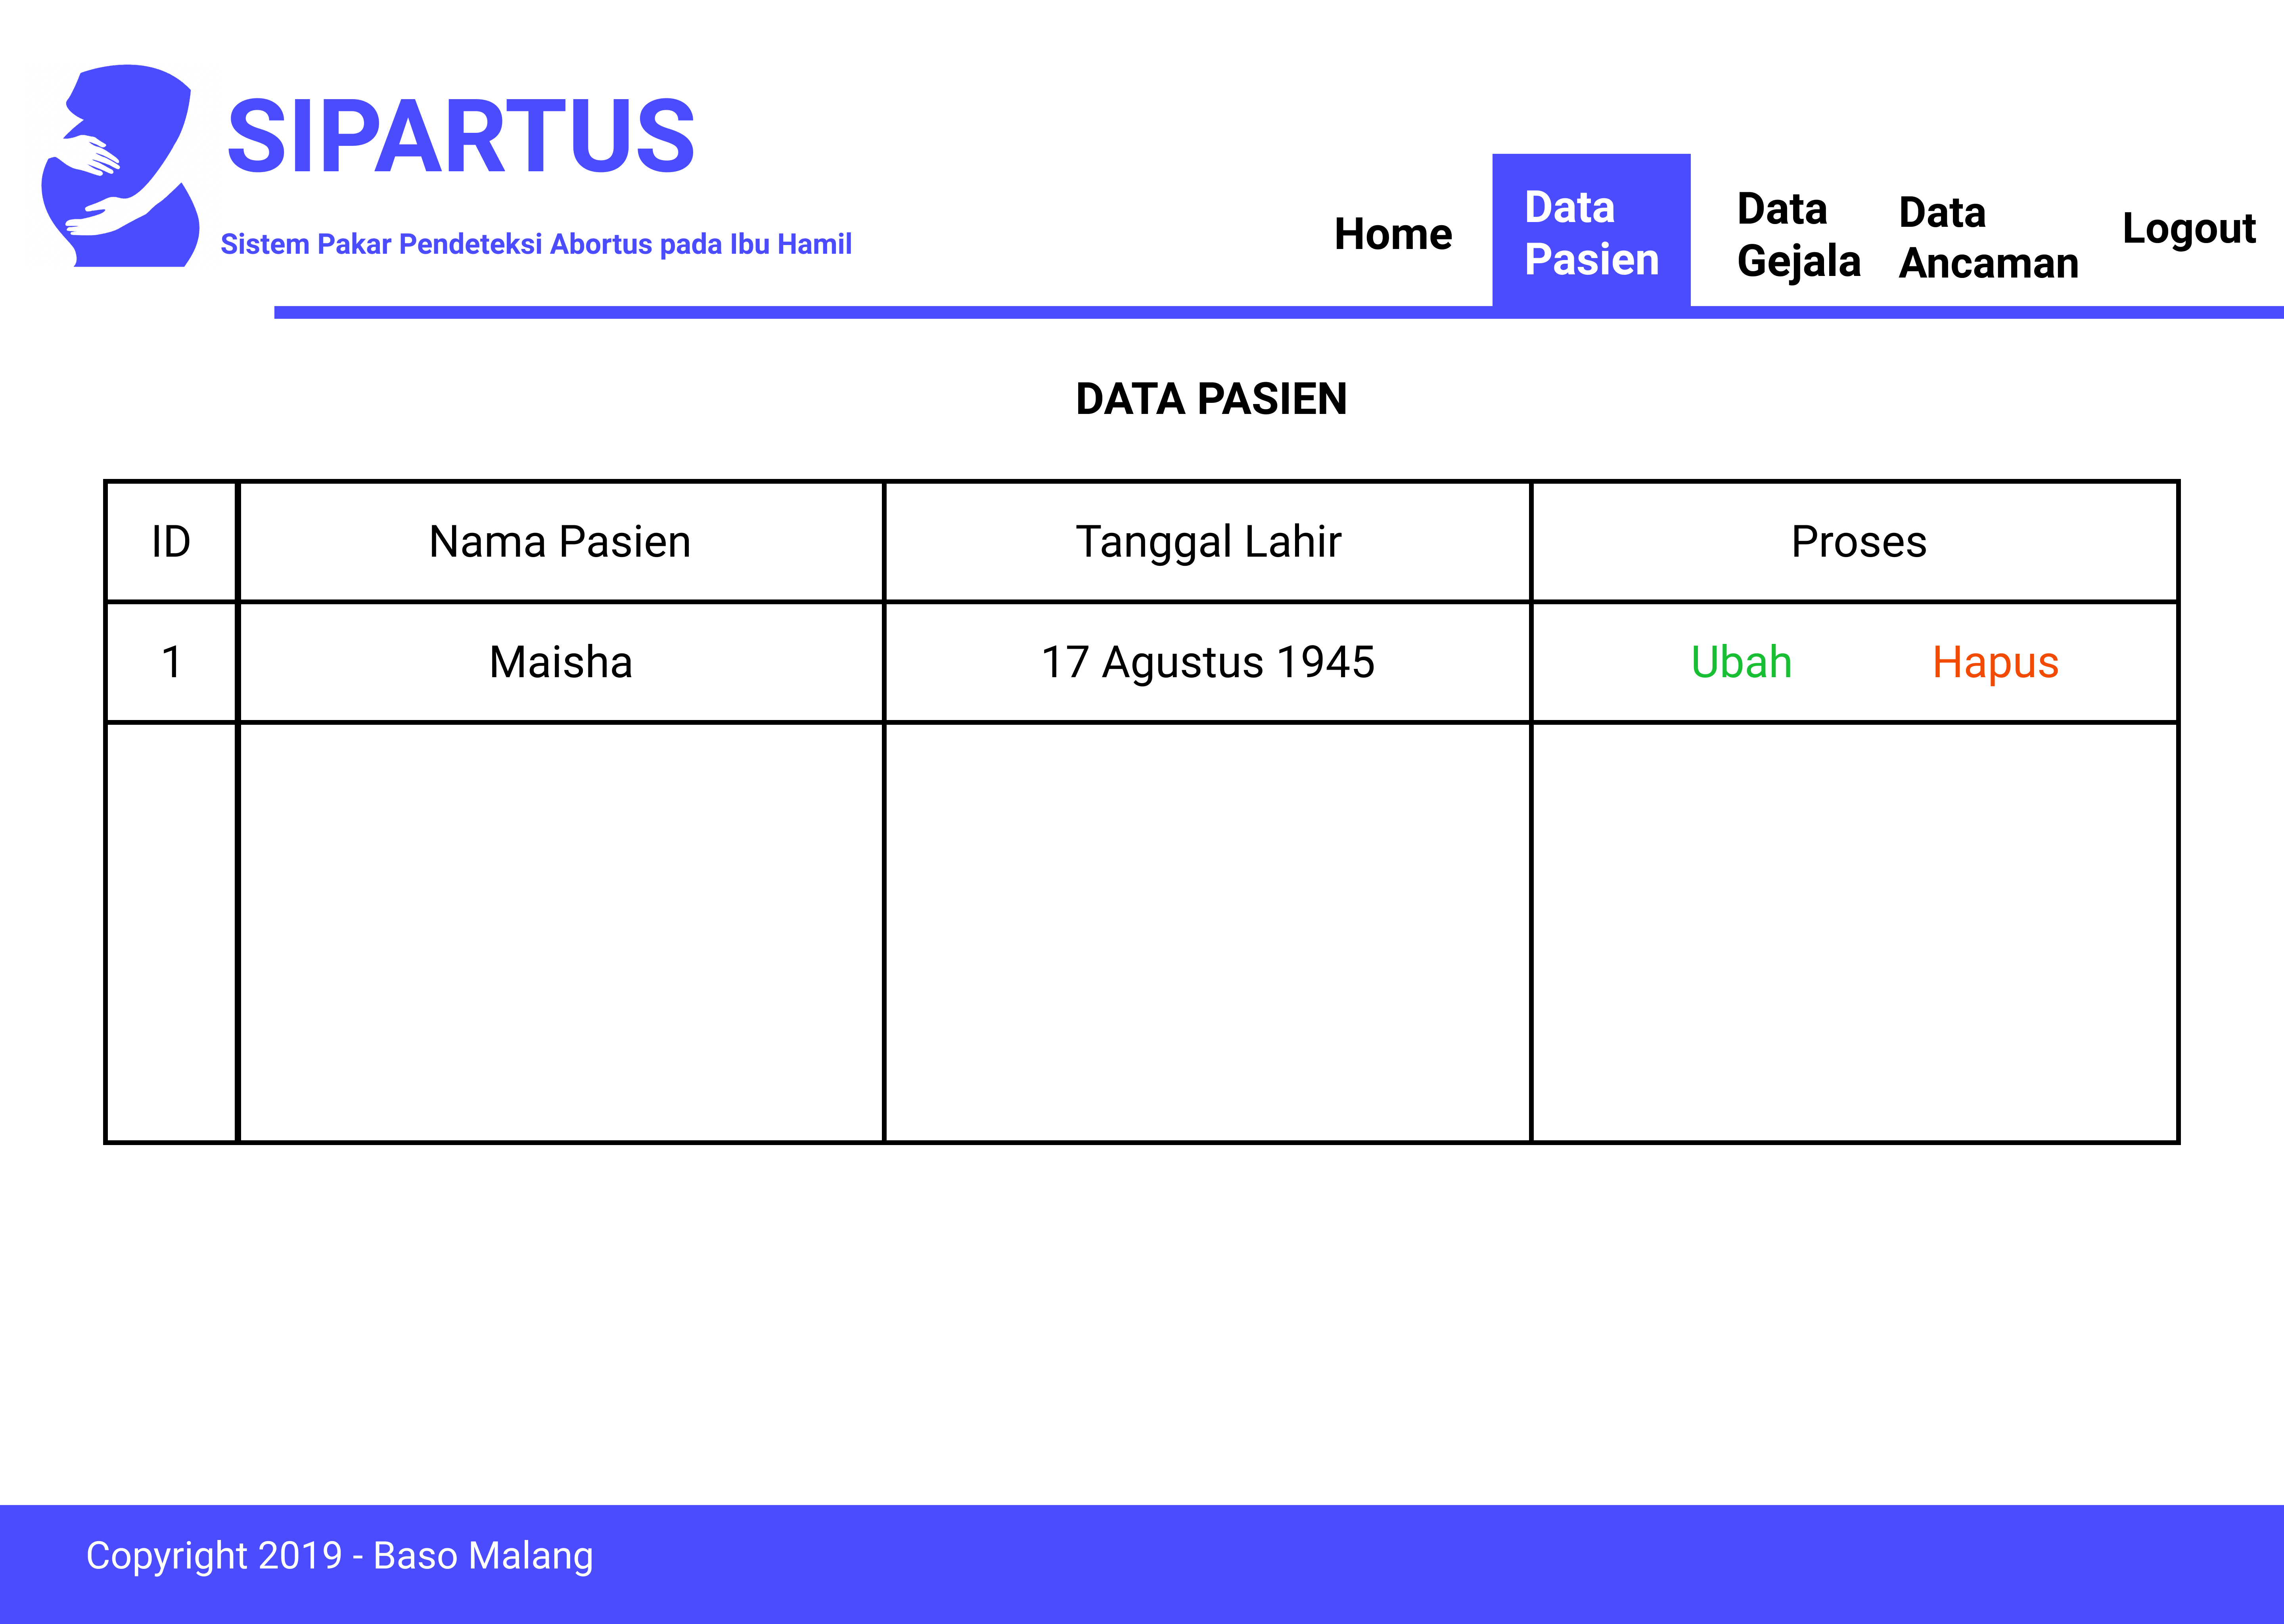 SIPARTUS
Sistem Pakar Pendeteksi Abortus pada Ibu Hamil
Home
Data
Pasien
Data
Gejala
Data
Ancaman
Logout
DATA PASIEN
ID Nama Pasien Tanggal Lahir Proses
1 Maisha 17 Agustus 1945 Ubah Hapus
Copyright 2019 - Baso Malang